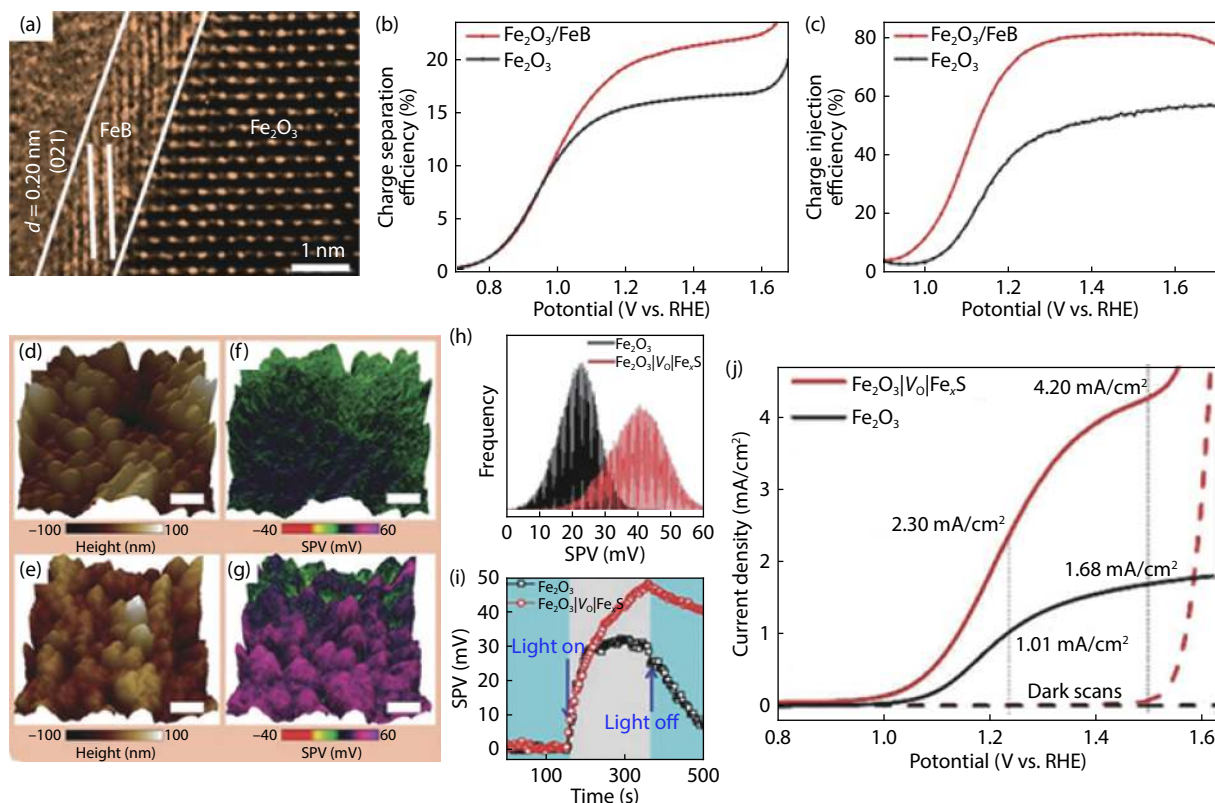 (a)
d = 0.20 nm
(021)
FeB
Fe₂O₃
1 nm
(b)
Fe₂O₃/FeB
Fe₂O₃
Charge separation
efficiency (%)
20
15
10
5
0
0.8
1.0
1.2
1.4
1.6
Potential (V vs. RHE)
(c)
Fe₂O₃/FeB
Fe₂O₃
Charge injection
efficiency (%)
80
60
40
20
0
1.0
1.2
1.4
1.6
Potential (V vs. RHE)
(d)
−100
100
Height (nm)
(f)
−40
60
SPV (mV)
(e)
−100
100
Height (nm)
(g)
−40
60
SPV (mV)
(h)
Fe₂O₃
Fe₂O₃|V_O|FeₓS
Frequency
0
10
20
30
40
50
60
SPV (mV)
(i)
Fe₂O₃
Fe₂O₃|V_O|FeₓS
Light on
Light off
SPV (mV)
50
40
30
20
10
0
100
300
500
Time (s)
(j)
Fe₂O₃|V_O|FeₓS
Fe₂O₃
4.20 mA/cm²
2.30 mA/cm²
1.68 mA/cm²
1.01 mA/cm²
Dark scans
Current density (mA/cm²)
4
3
2
1
0
0.8
1.0
1.2
1.4
1.6
Potential (V vs. RHE)